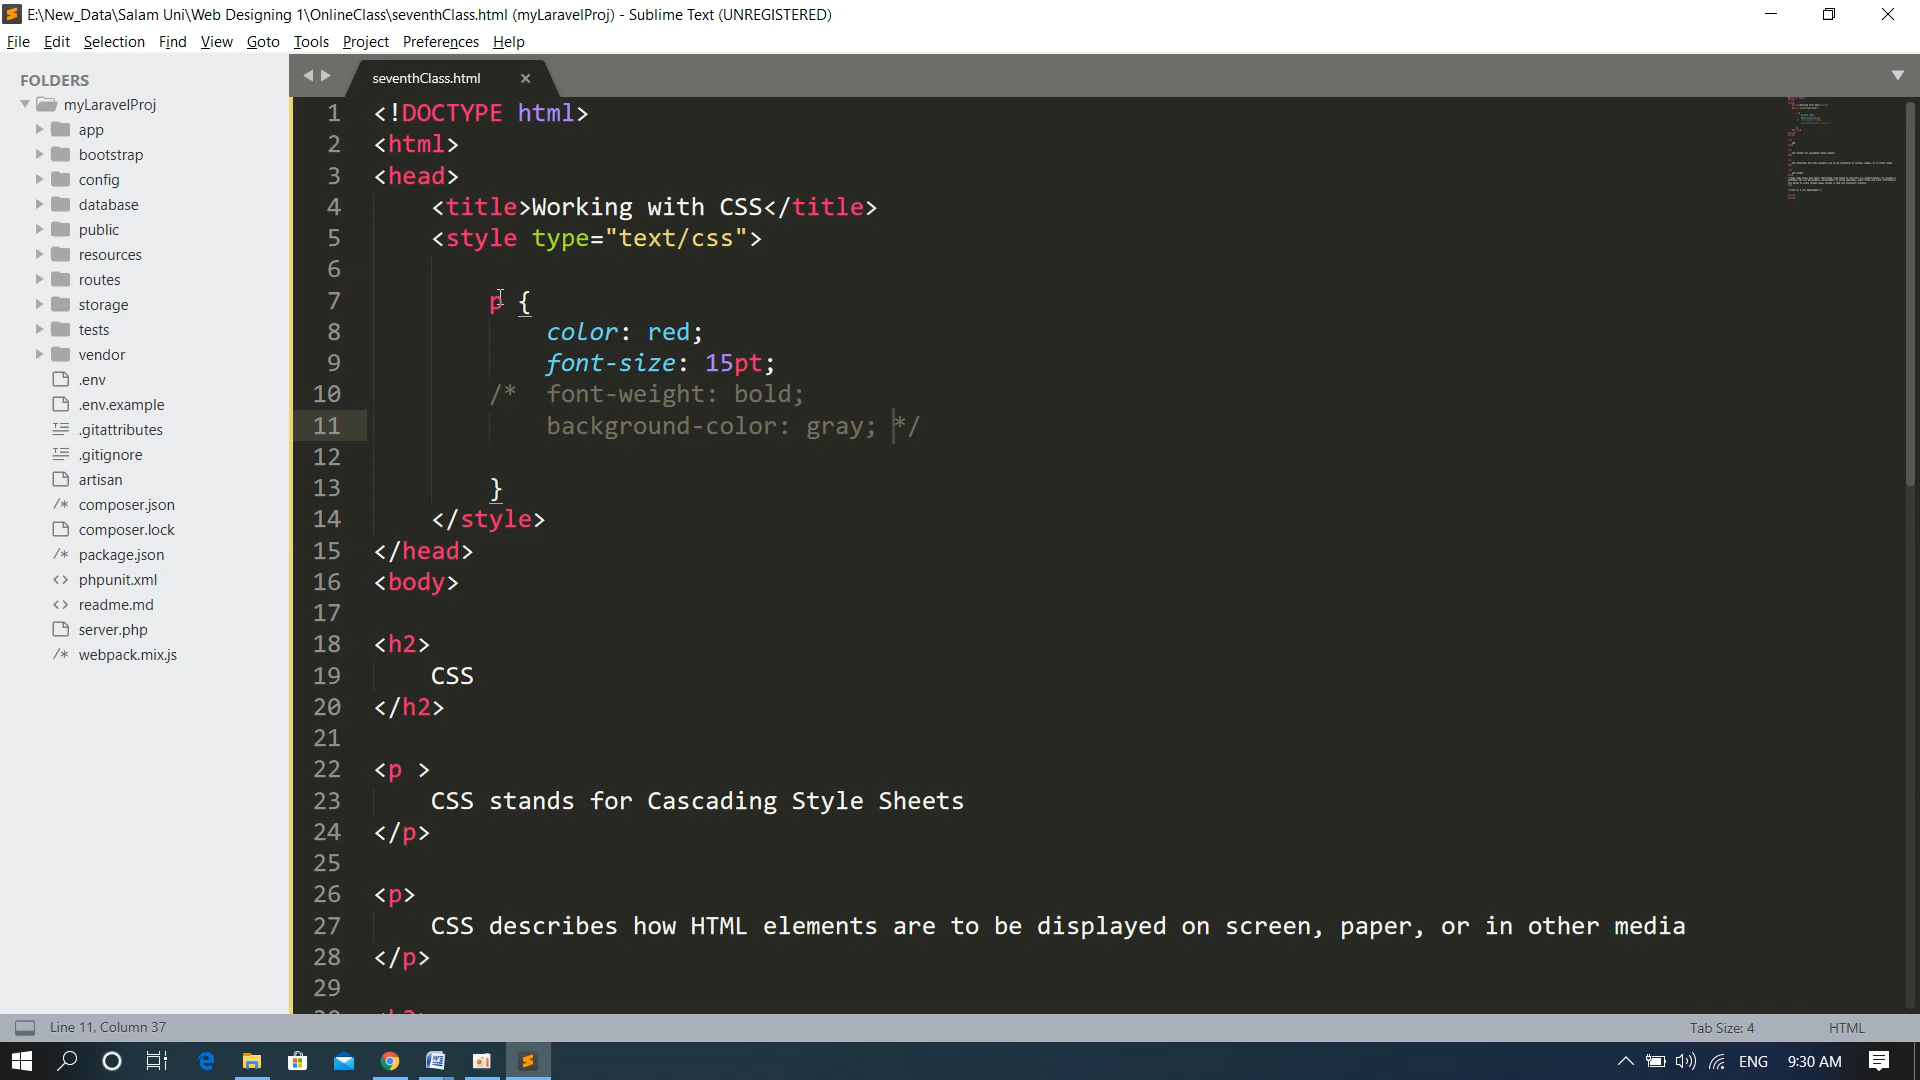 E:\New_Data\Salam Uni\Web Designing 1\OnlineClass\seventhClass.html (myLaravelProj) - Sublime Text (UNREGISTERED)
File Edit Selection Find View Goto Tools Project Preferences Help
FOLDERS
myLaravelProj
app
bootstrap
config
database
public
resources
routes
storage
tests
vendor
.env
.env.example
.gitattributes
.gitignore
artisan
/* composer.json
composer.lock
/* package.json
<> phpunit.xml
<> readme.md
server.php
/* webpack.mix.js
seventhClass.html ×
1 <!DOCTYPE html>
2 <html>
3 <head>
4 <title>Working with CSS</title>
5 <style type="text/css">
6
7 p {
8 color: red;
9 font-size: 15pt;
10 /* font-weight: bold;
11 background-color: gray; */
12
13 }
14 </style>
15 </head>
16 <body>
17
18 <h2>
19 CSS
20 </h2>
21
22 <p >
23 CSS stands for Cascading Style Sheets
24 </p>
25
26 <p>
27 CSS describes how HTML elements are to be displayed on screen, paper, or in other media
28 </p>
29
Line 11, Column 37 Tab Size: 4 HTML
ENG 9:30 AM